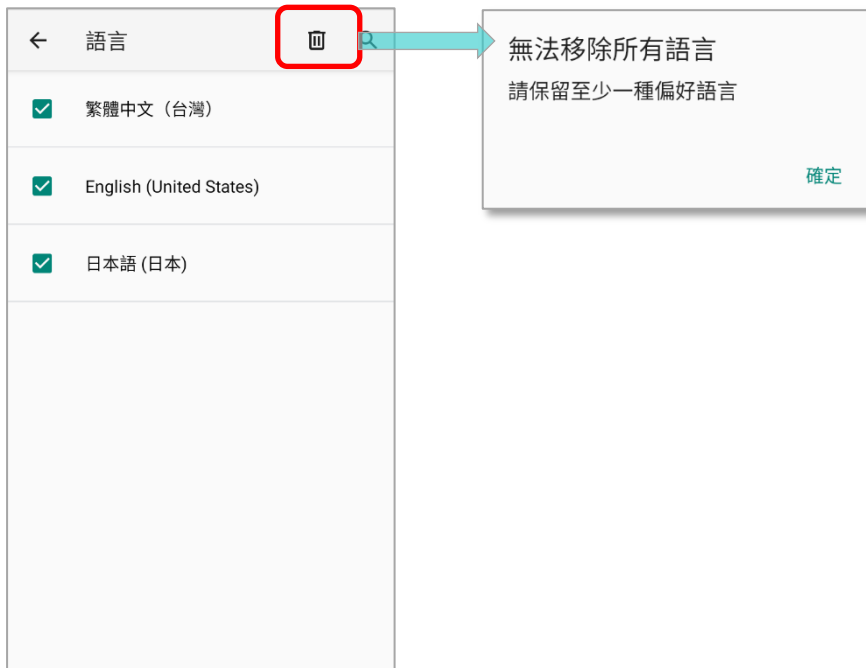 語言
繁體中文（台灣）
English (United States)
日本語 (日本)
無法移除所有語言
請保留至少一種偏好語言
確定